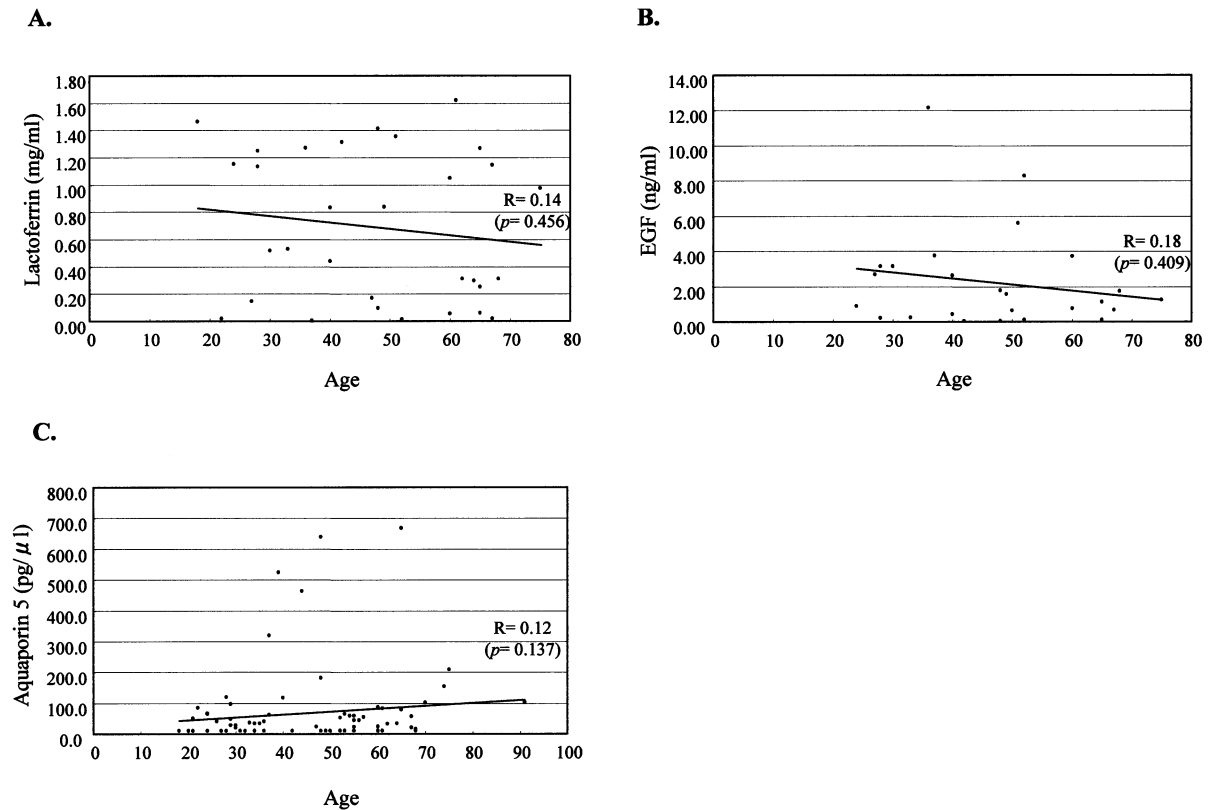 A.
Lactoferrin (mg/ml)
1.80
1.60
1.40
1.20
1.00
0.80
0.60
0.40
0.20
0.00
R= 0.14
(p= 0.456)
0 10 20 30 40 50 60 70 80
Age
B.
EGF (ng/ml)
14.00
12.00
10.00
8.00
6.00
4.00
2.00
0.00
R= 0.18
(p= 0.409)
0 10 20 30 40 50 60 70 80
Age
C.
Aquaporin 5 (pg/μl)
800.0
700.0
600.0
500.0
400.0
300.0
200.0
100.0
0.0
R= 0.12
(p= 0.137)
0 10 20 30 40 50 60 70 80 90 100
Age